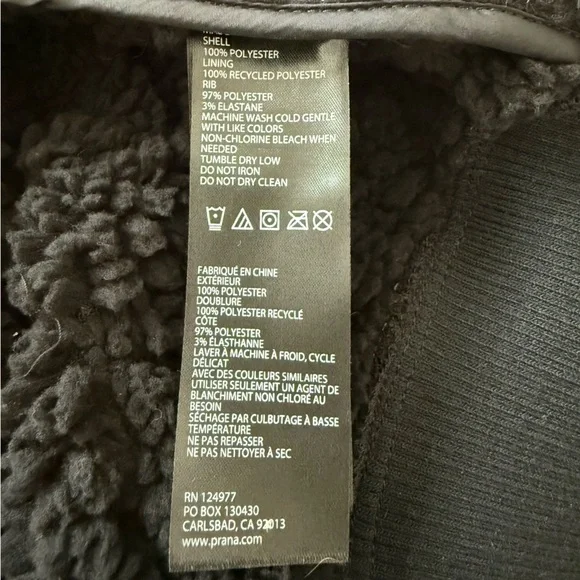 SHELL
100% POLYESTER
LINING
100% RECYCLED POLYESTER
RIB
97% POLYESTER
3% ELASTANE
MACHINE WASH COLD GENTLE
WITH LIKE COLORS
NON-CHLORINE BLEACH WHEN
NEEDED
TUMBLE DRY LOW
DO NOT IRON
DO NOT DRY CLEAN
FABRIQUÉ EN CHINE
EXTÉRIEUR
100% POLYESTER
DOUBLURE
100% POLYESTER RECYCLÉ
CÔTE
97% POLYESTER
3% ÉLASTHANNE
LAVER À MACHINE À FROID, CYCLE
DÉLICAT
AVEC DES COULEURS SIMILAIRES
UTILISER SEULEMENT UN AGENT DE
BLANCHIMENT NON CHLORÉ AU
BESOIN
SÉCHAGE PAR CULBUTAGE À BASSE
TEMPÉRATURE
NE PAS REPASSER
NE PAS NETTOYER À SEC
RN 124977
PO BOX 130430
CARLSBAD, CA 92013
www.prana.com